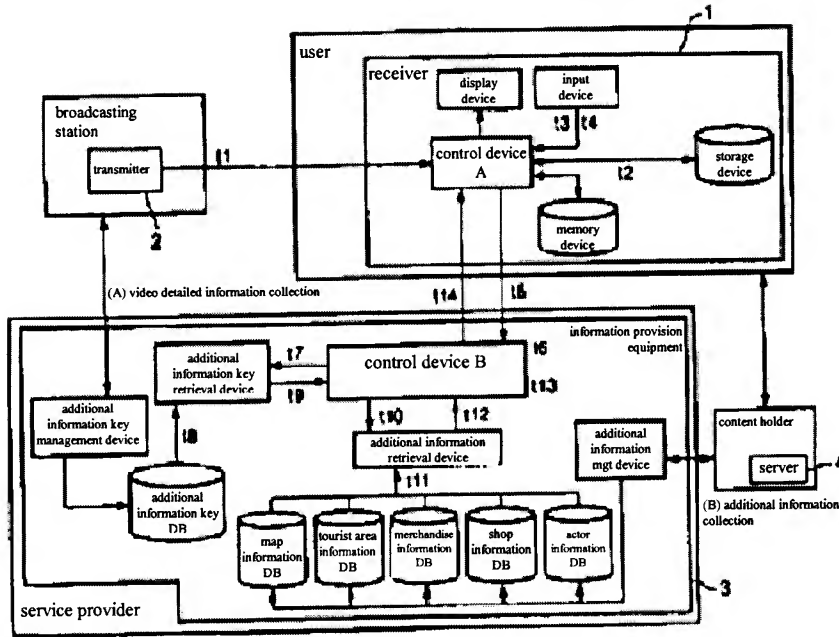 1
user
receiver
display
device
input
device
t3 t4
broadcasting
station
transmitter
t1
2
control device
A
t2
storage
device
memory
device
(A) video detailed information collection
t14
t5
information provision
equipment
additional
information key
retrieval device
t7
t9
control device B
t6
t13
additional
information key
management device
t8
t10
t12
additional information
retrieval device
t11
additional
information
mgt device
content holder
server
4
(B) additional information
collection
additional
information key
DB
map
information
DB
tourist area
information
DB
merchandise
information
DB
shop
information
DB
actor
information
DB
3
service provider